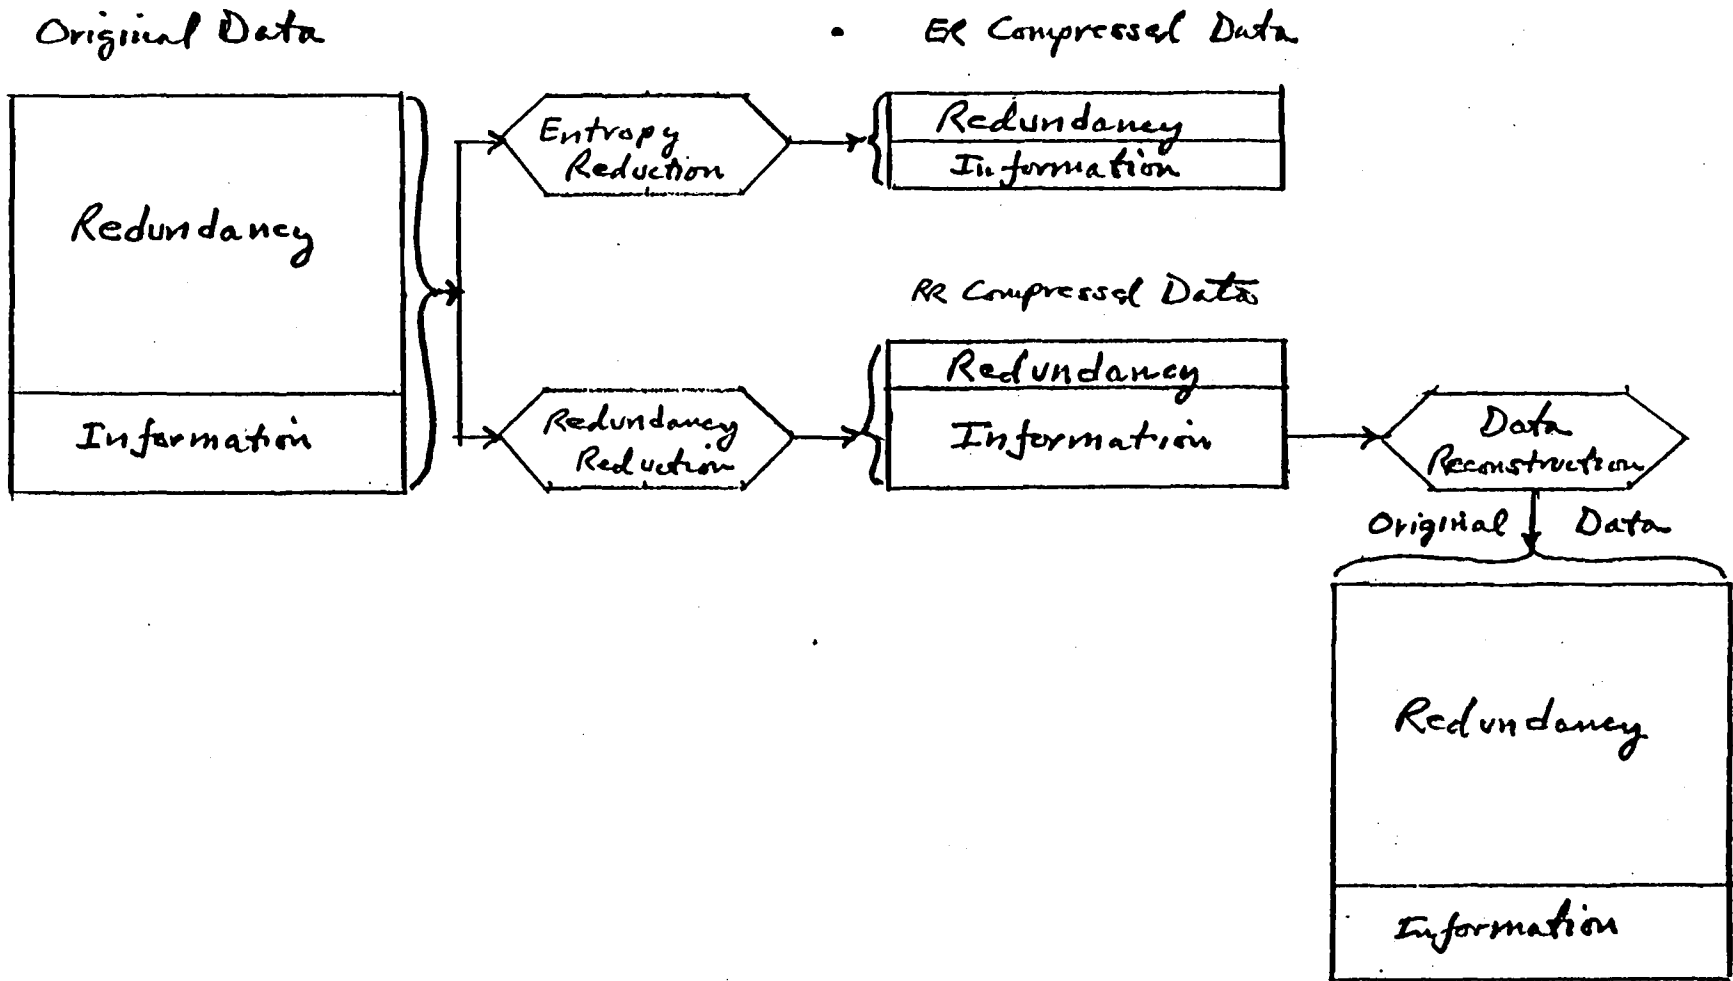 Original Data
ER Compressed Data
Redundancy
Information
Entropy
Reduction
Redundancy
Information
RR Compressed Data
Redundancy
Reduction
Redundancy
Information
Data
Reconstruction
Original Data
Redundancy
Information